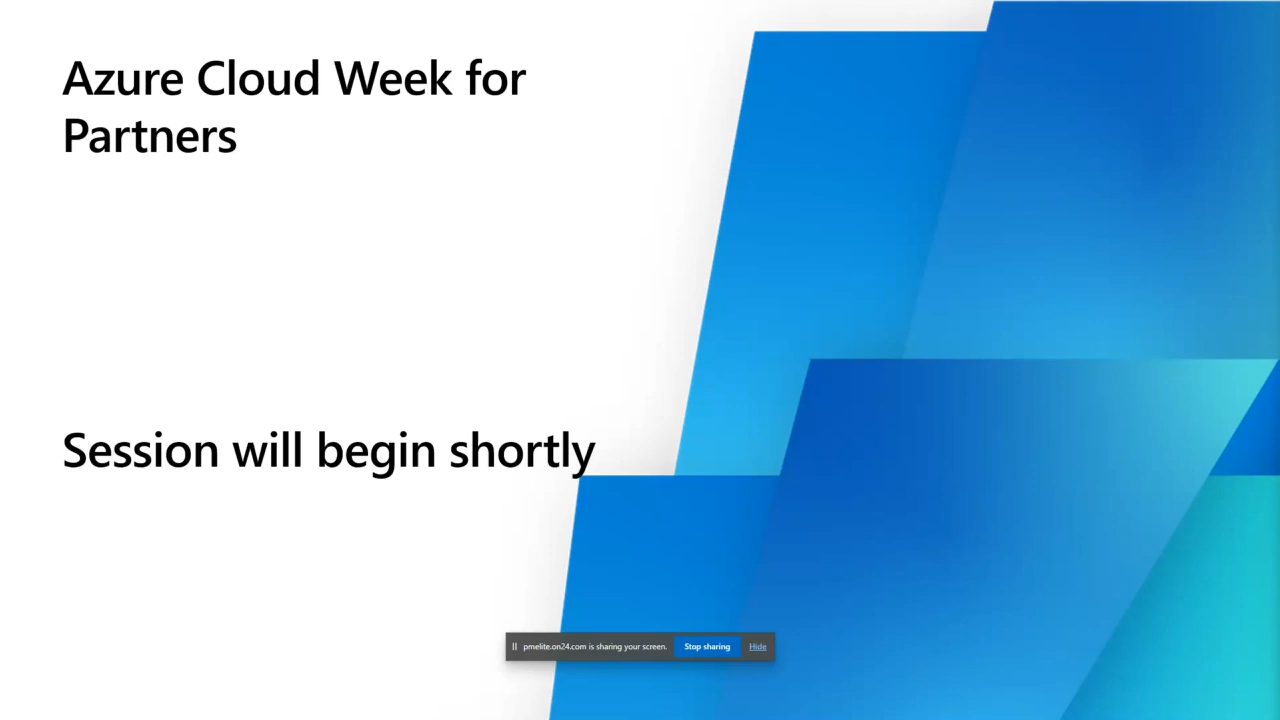 Azure Cloud Week for
Partners
Session will begin shortly
pmelite.on24.com is sharing your screen. Stop sharing Hide